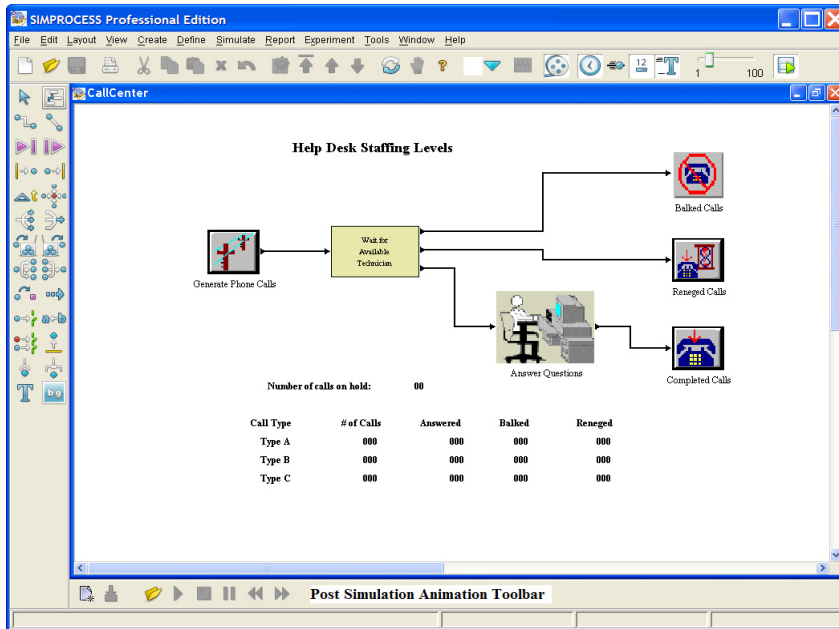 SIMPROCESS Professional Edition
File Edit Layout View Create Define Simulate Report Experiment Tools Window Help
12
T
1
100
CallCenter
Help Desk Staffing Levels
Balked Calls
Wait for
Available
Technician
Generate Phone Calls
Reneged Calls
Answer Questions
Completed Calls
Number of calls on hold: 00
Call Type # of Calls Answered Balked Reneged
Type A 000 000 000 000
Type B 000 000 000 000
Type C 000 000 000 000
a b
T
bg
Post Simulation Animation Toolbar